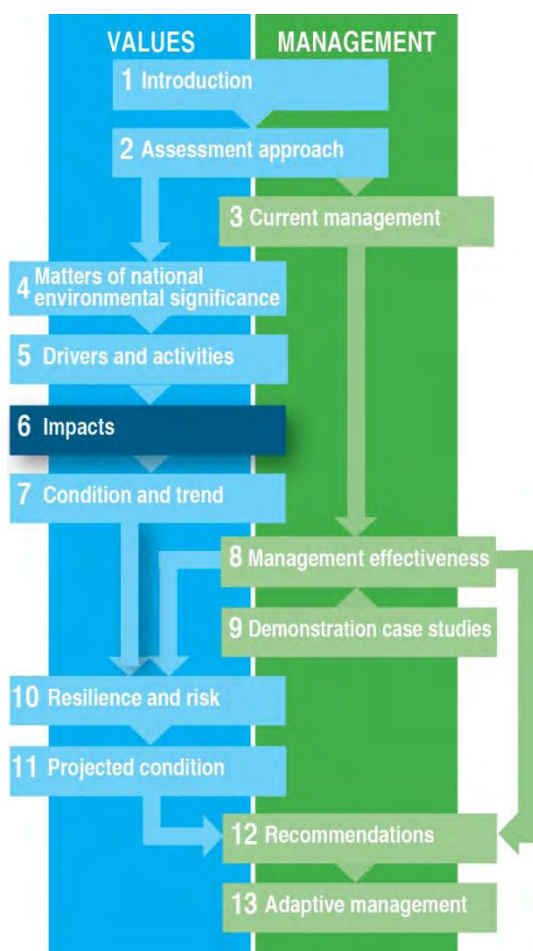 VALUES
MANAGEMENT
1 Introduction
2 Assessment approach
3 Current management
4 Matters of national
environmental significance
5 Drivers and activities
6 Impacts
7 Condition and trend
8 Management effectiveness
9 Demonstration case studies
10 Resilience and risk
11 Projected condition
12 Recommendations
13 Adaptive management